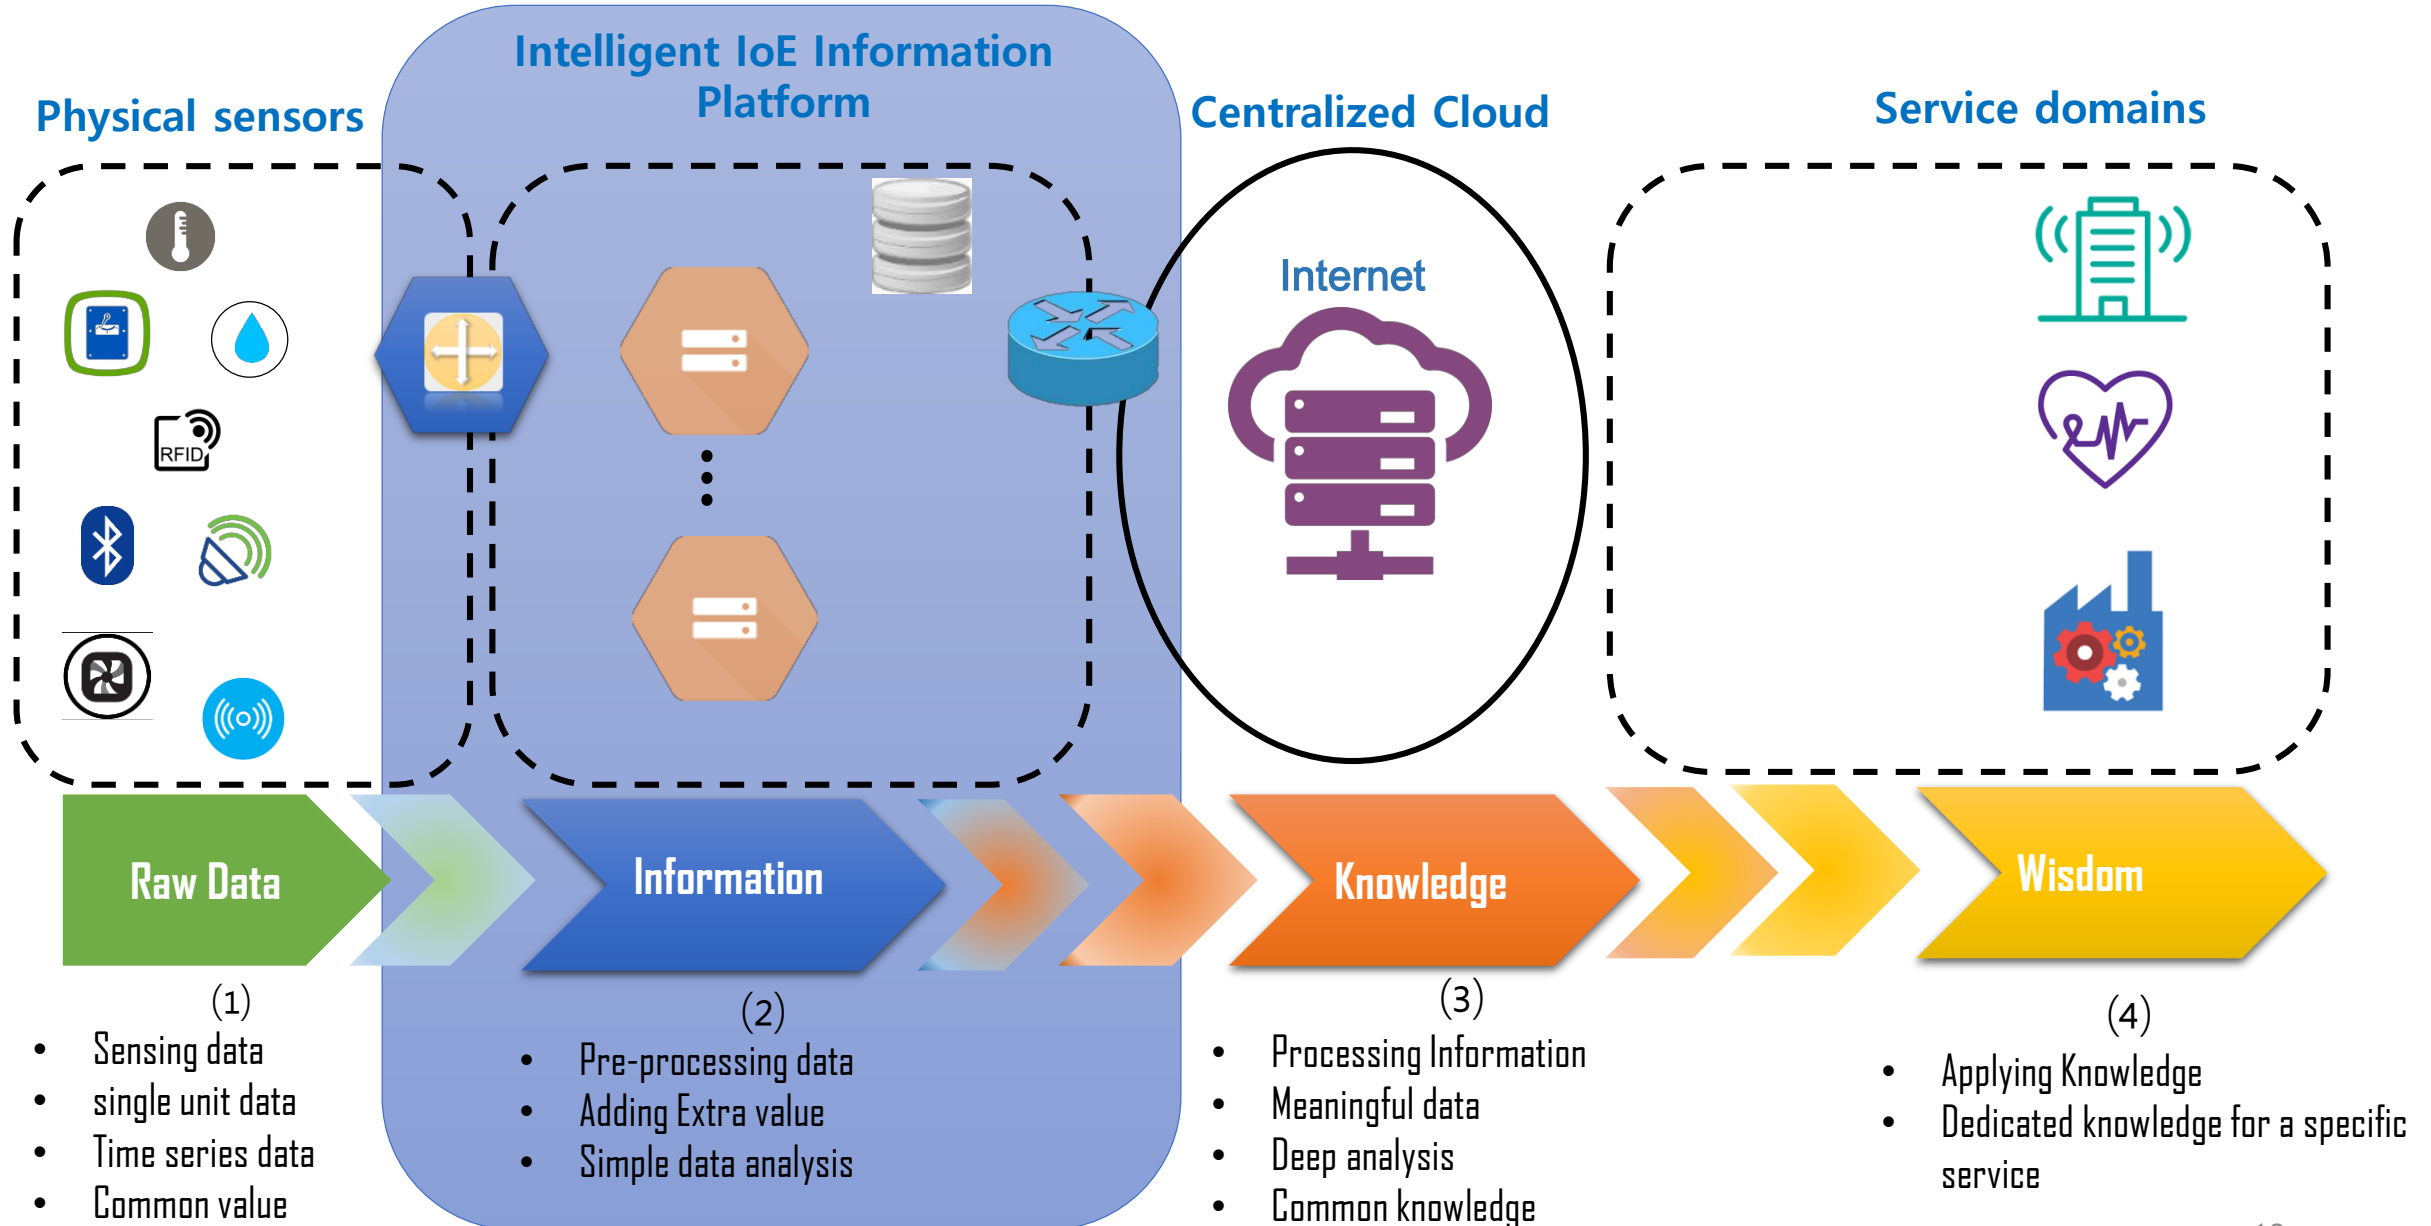 Intelligent IoE Information
Platform
Physical sensors
Centralized Cloud
Service domains
Internet
RFID
Raw Data
Information
Knowledge
Wisdom
(1)
• Sensing data
• single unit data
• Time series data
• Common value
(2)
• Pre-processing data
• Adding Extra value
• Simple data analysis
(3)
• Processing Information
• Meaningful data
• Deep analysis
• Common knowledge
(4)
• Applying Knowledge
• Dedicated knowledge for a specific
service